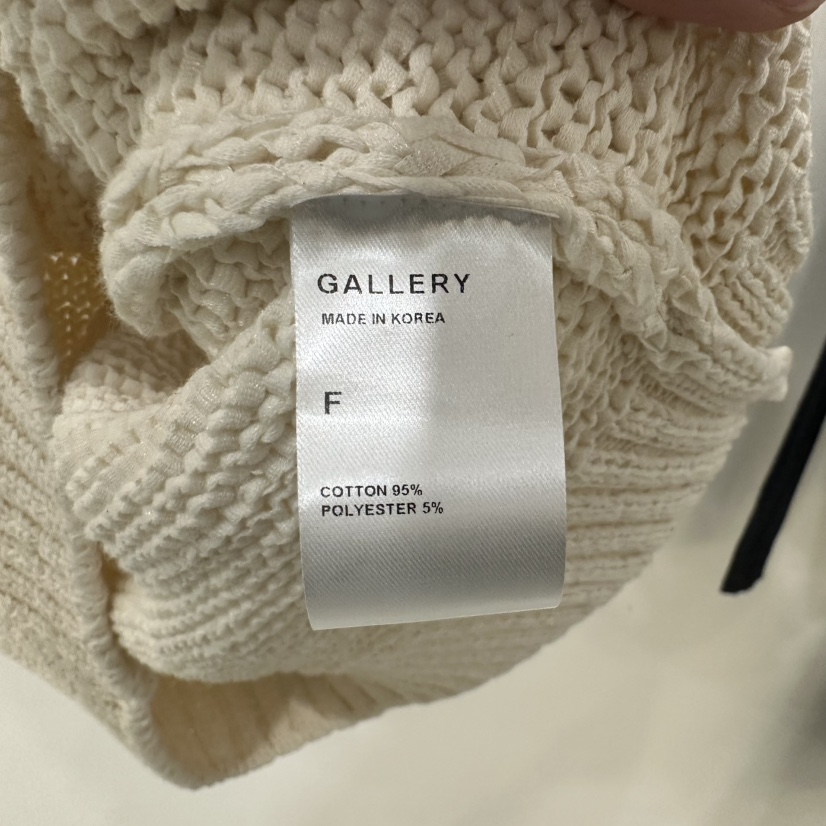 GALLERY
MADE IN KOREA
F
COTTON 95%
POLYESTER 5%